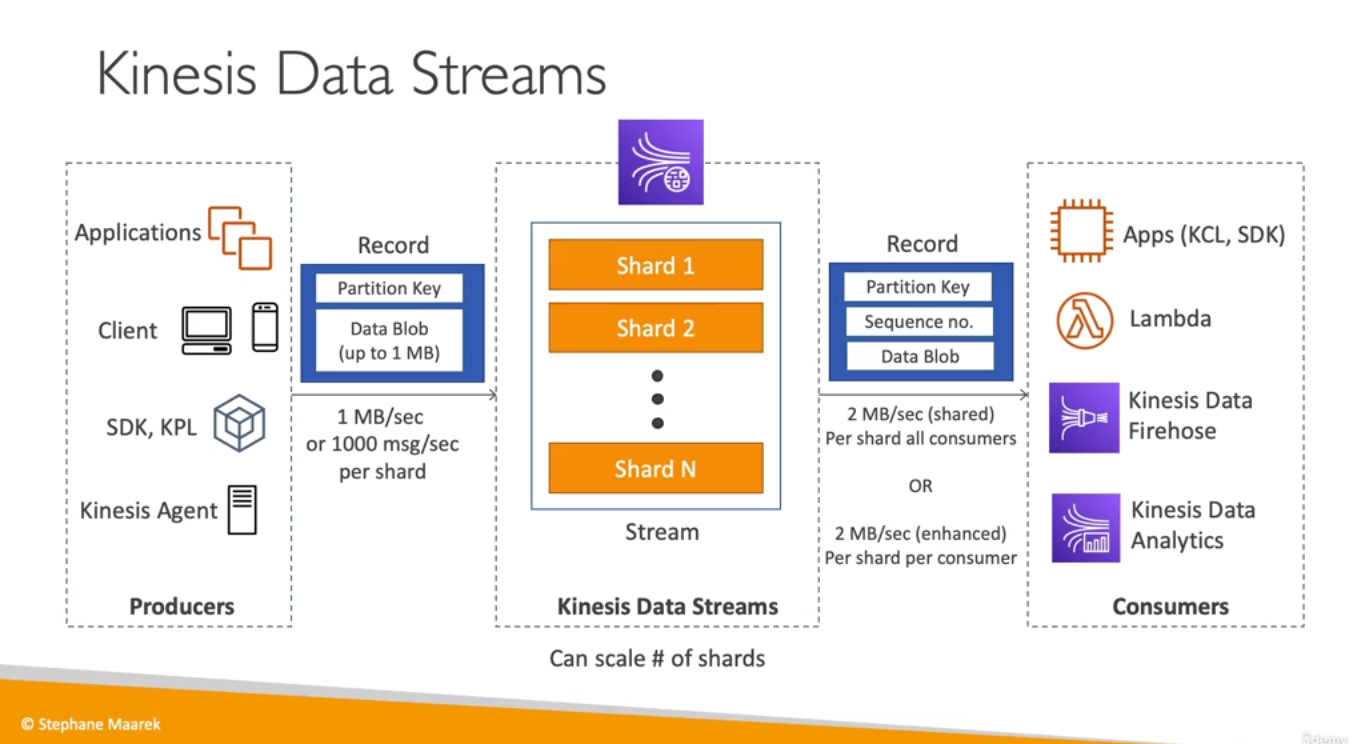 Kinesis Data Streams
Applications
Client
SDK, KPL
Kinesis Agent
Producers
Record
Partition Key
Data Blob
(up to 1 MB)
1 MB/sec
or 1000 msg/sec
per shard
Shard 1
Shard 2
Shard N
Stream
Kinesis Data Streams
Can scale # of shards
Record
Partition Key
Sequence no.
Data Blob
2 MB/sec (shared)
Per shard all consumers
OR
2 MB/sec (enhanced)
Per shard per consumer
Apps (KCL, SDK)
Lambda
Kinesis Data
Firehose
Kinesis Data
Analytics
Consumers
© Stephane Maarek
Udemy